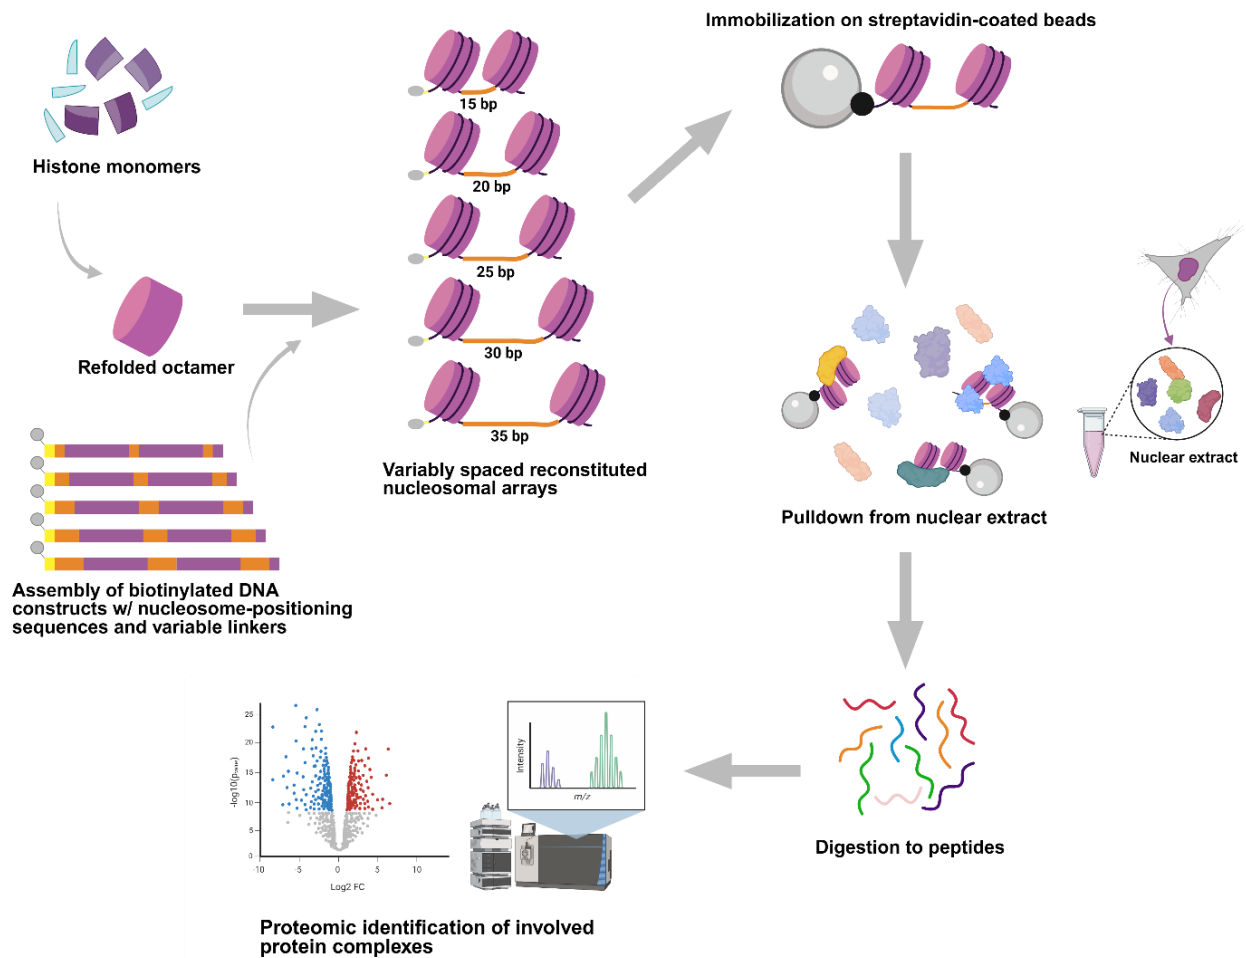 Immobilization on streptavidin-coated beads
Histone monomers
15 bp
20 bp
25 bp
30 bp
35 bp
Refolded octamer
Variably spaced reconstituted
nucleosomal arrays
Assembly of biotinylated DNA
constructs w/ nucleosome-positioning
sequences and variable linkers
Nuclear extract
Pulldown from nuclear extract
Digestion to peptides
Intensity
m/z
25
20
15
10
5
0
-10
-5
0
5
10
Log2 FC
Proteomic identification of involved
protein complexes